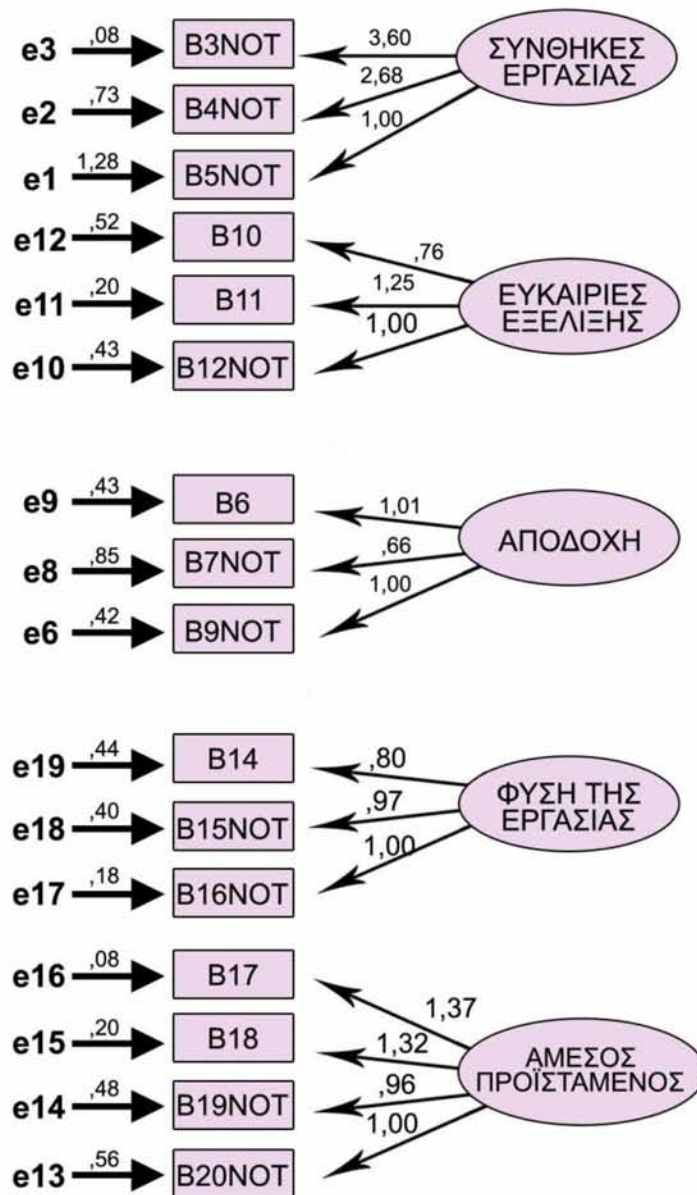 e3 ,08 B3NOT 3,60 ΣΥΝΘΗΚΕΣ
ΕΡΓΑΣΙΑΣ
e2 ,73 B4NOT 2,68
e1 1,28 B5NOT 1,00
e12 ,52 B10 ,76
e11 ,20 B11 1,25 ΕΥΚΑΙΡΙΕΣ
ΕΞΕΛΙΞΗΣ
e10 ,43 B12NOT 1,00
e9 ,43 B6 1,01
e8 ,85 B7NOT ,66 ΑΠΟΔΟΧΗ
e6 ,42 B9NOT 1,00
e19 ,44 B14 ,80
e18 ,40 B15NOT ,97 ΦΥΣΗ ΤΗΣ
ΕΡΓΑΣΙΑΣ
e17 ,18 B16NOT 1,00
e16 ,08 B17 1,37
e15 ,20 B18 1,32 ΑΜΕΣΟΣ
ΠΡΟΪΣΤΑΜΕΝΟΣ
e14 ,48 B19NOT ,96
e13 ,56 B20NOT 1,00